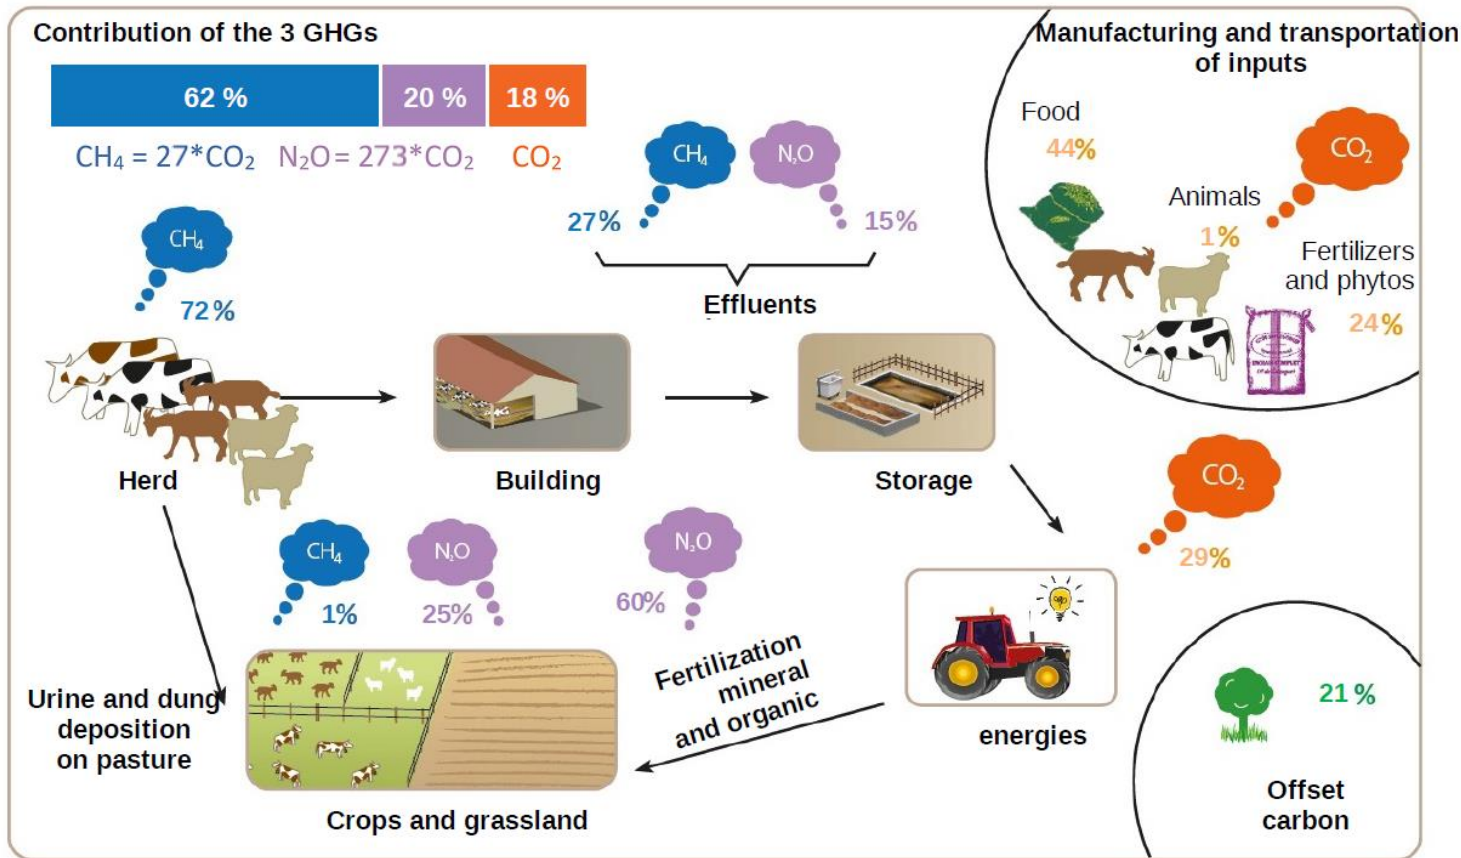 Contribution of the 3 GHGs
62 %
20 %
18 %
CH₄ = 27*CO₂
N₂O = 273*CO₂
CO₂
Manufacturing and transportation
of inputs
Food
44%
CO₂
Animals
1%
Fertilizers
and phytos
24%
CH₄
N₂O
27%
15%
Effluents
CH₄
72%
Herd
Building
Storage
CO₂
29%
CH₄
1%
N₂O
25%
N₂O
60%
Fertilization
mineral
and organic
energies
Urine and dung
deposition
on pasture
Crops and grassland
21%
Offset
carbon